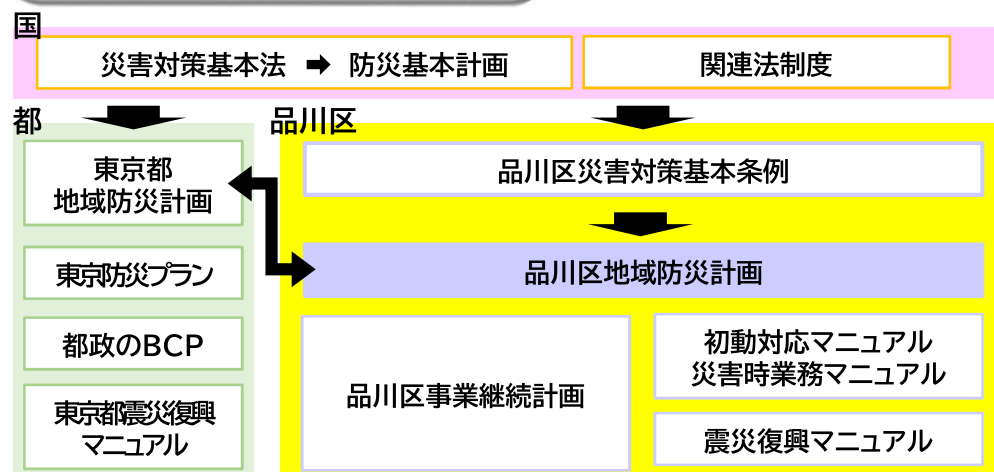 国
災害対策基本法 ➡ 防災基本計画
関連法制度
都
東京都
地域防災計画
東京防災プラン
都政のBCP
東京都震災復興
マニュアル
品川区
品川区災害対策基本条例
品川区地域防災計画
品川区事業継続計画
初動対応マニュアル
災害時業務マニュアル
震災復興マニュアル